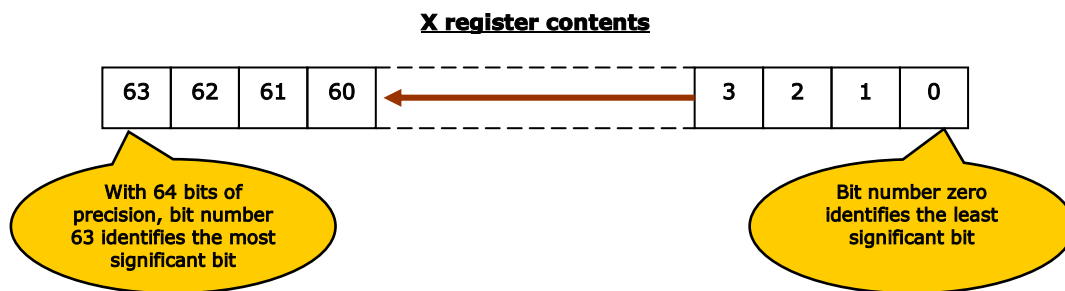 X register contents
63 62 61 60 3 2 1 0
With 64 bits of
precision, bit number
63 identifies the most
significant bit
Bit number zero
identifies the least
significant bit